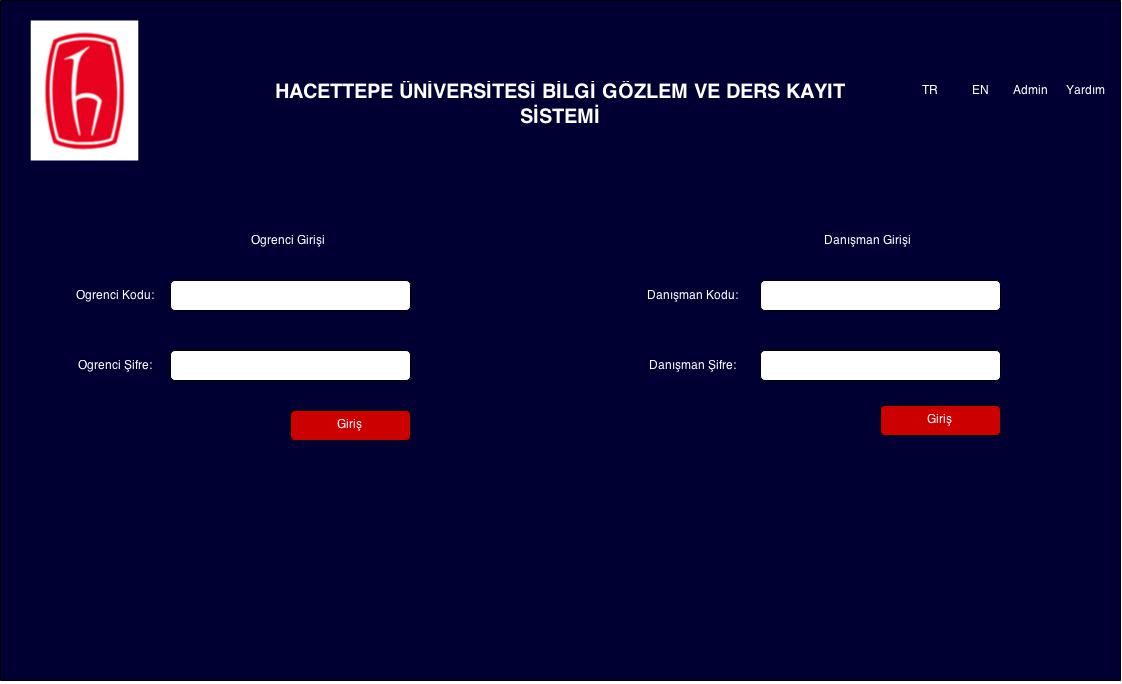 HACETTEPE ÜNİVERSİTESİ BİLGİ GÖZLEM VE DERS KAYIT
SİSTEMİ
TR
EN
Admin
Yardım
Ogrenci Girişi
Ogrenci Kodu:
Ogrenci Şifre:
Giriş
Danışman Girişi
Danışman Kodu:
Danışman Şifre:
Giriş